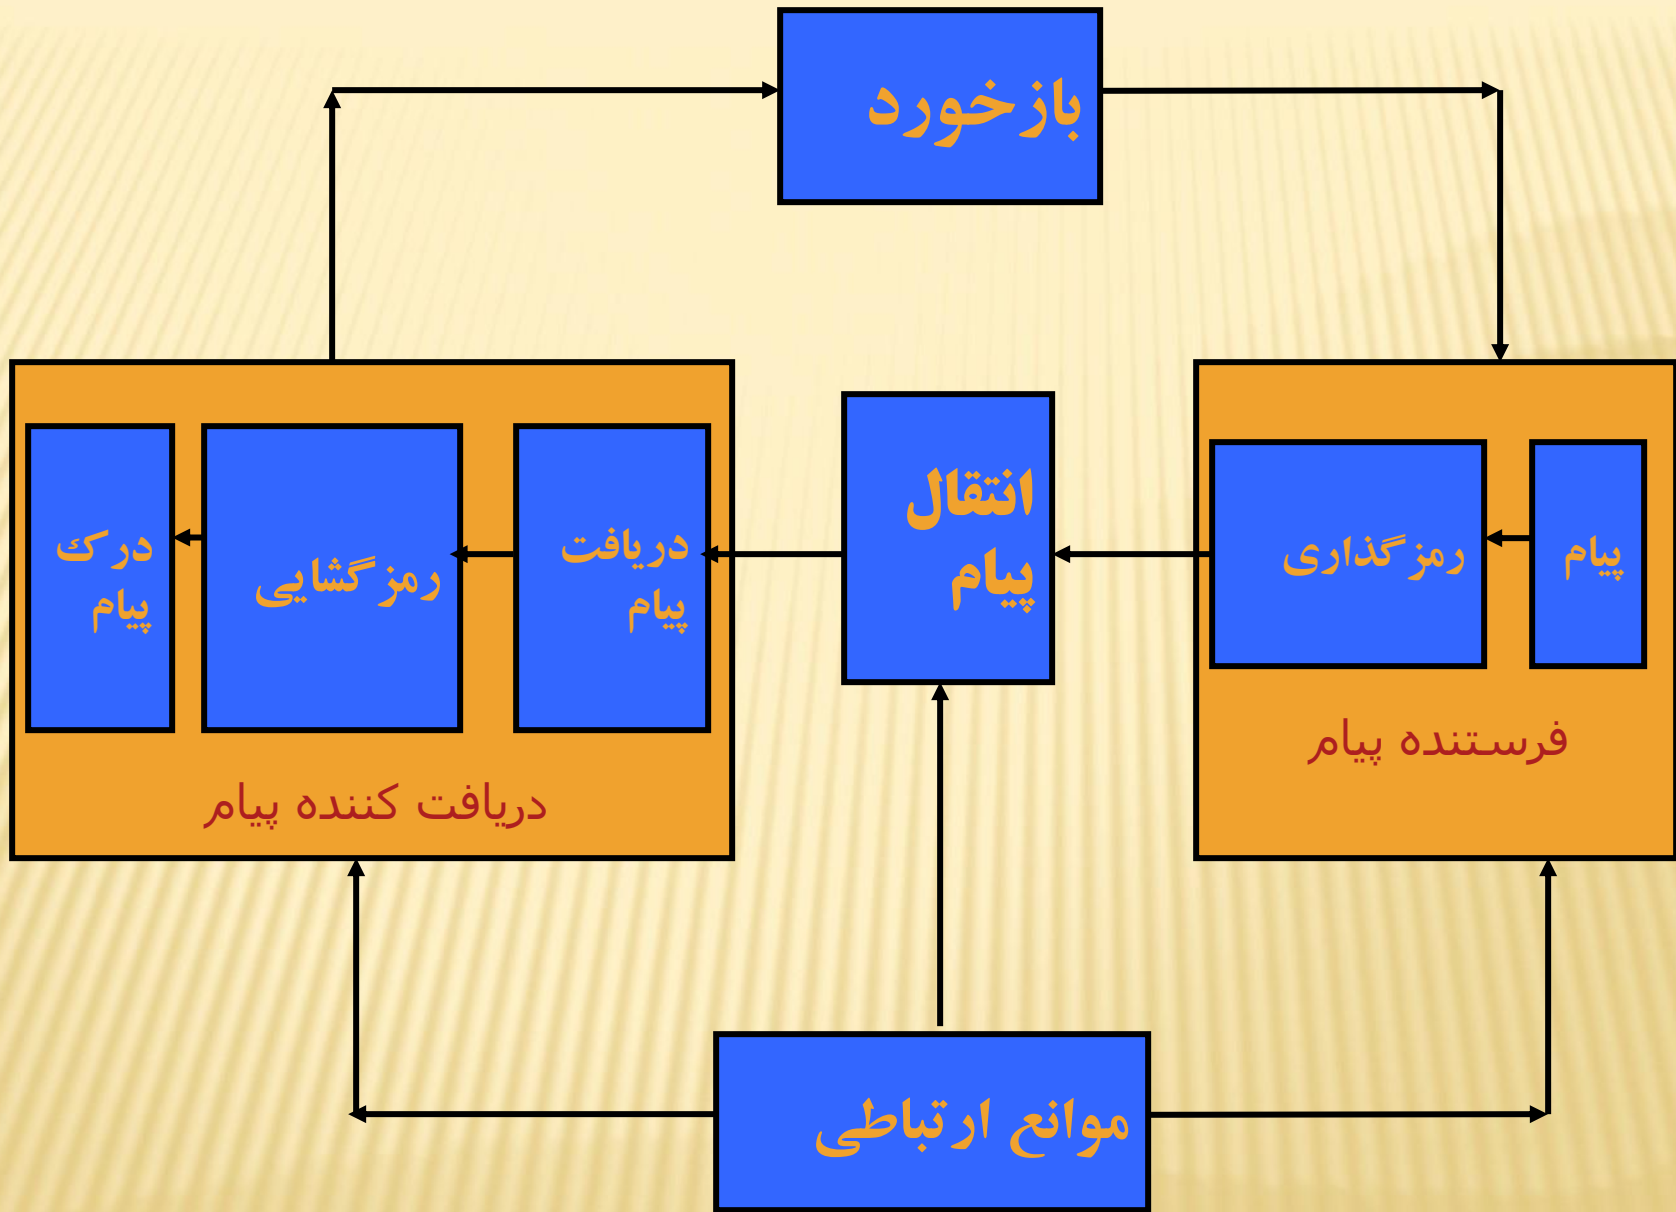 بازخورد
پیام
رمزگذاری
فرستنده پیام
انتقال
پیام
دریافت
پیام
رمزگشایی
درک
پیام
دریافت کننده پیام
موانع ارتباطی